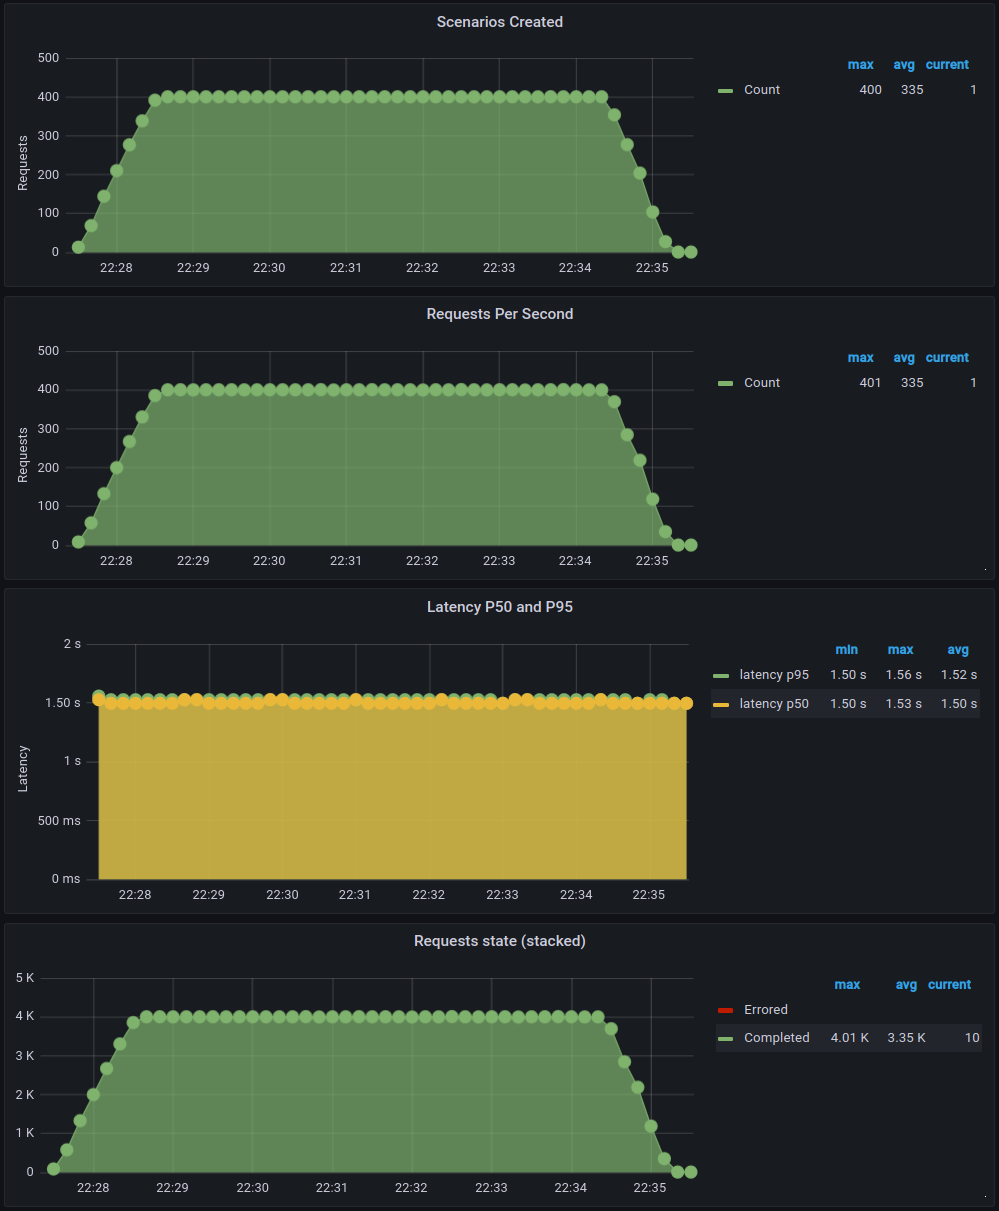 Scenarios Created
500
400
300
200
100
0
Requests
22:28 22:29 22:30 22:31 22:32 22:33 22:34 22:35
max avg current
Count 400 335 1
Requests Per Second
500
400
300
200
100
0
Requests
22:28 22:29 22:30 22:31 22:32 22:33 22:34 22:35
max avg current
Count 401 335 1
Latency P50 and P95
2 s
1.50 s
1 s
500 ms
0 ms
Latency
22:28 22:29 22:30 22:31 22:32 22:33 22:34 22:35
min max avg
latency p95 1.50 s 1.56 s 1.52 s
latency p50 1.50 s 1.53 s 1.50 s
Requests state (stacked)
5 K
4 K
3 K
2 K
1 K
0
22:28 22:29 22:30 22:31 22:32 22:33 22:34 22:35
max avg current
Errored
Completed 4.01 K 3.35 K 10